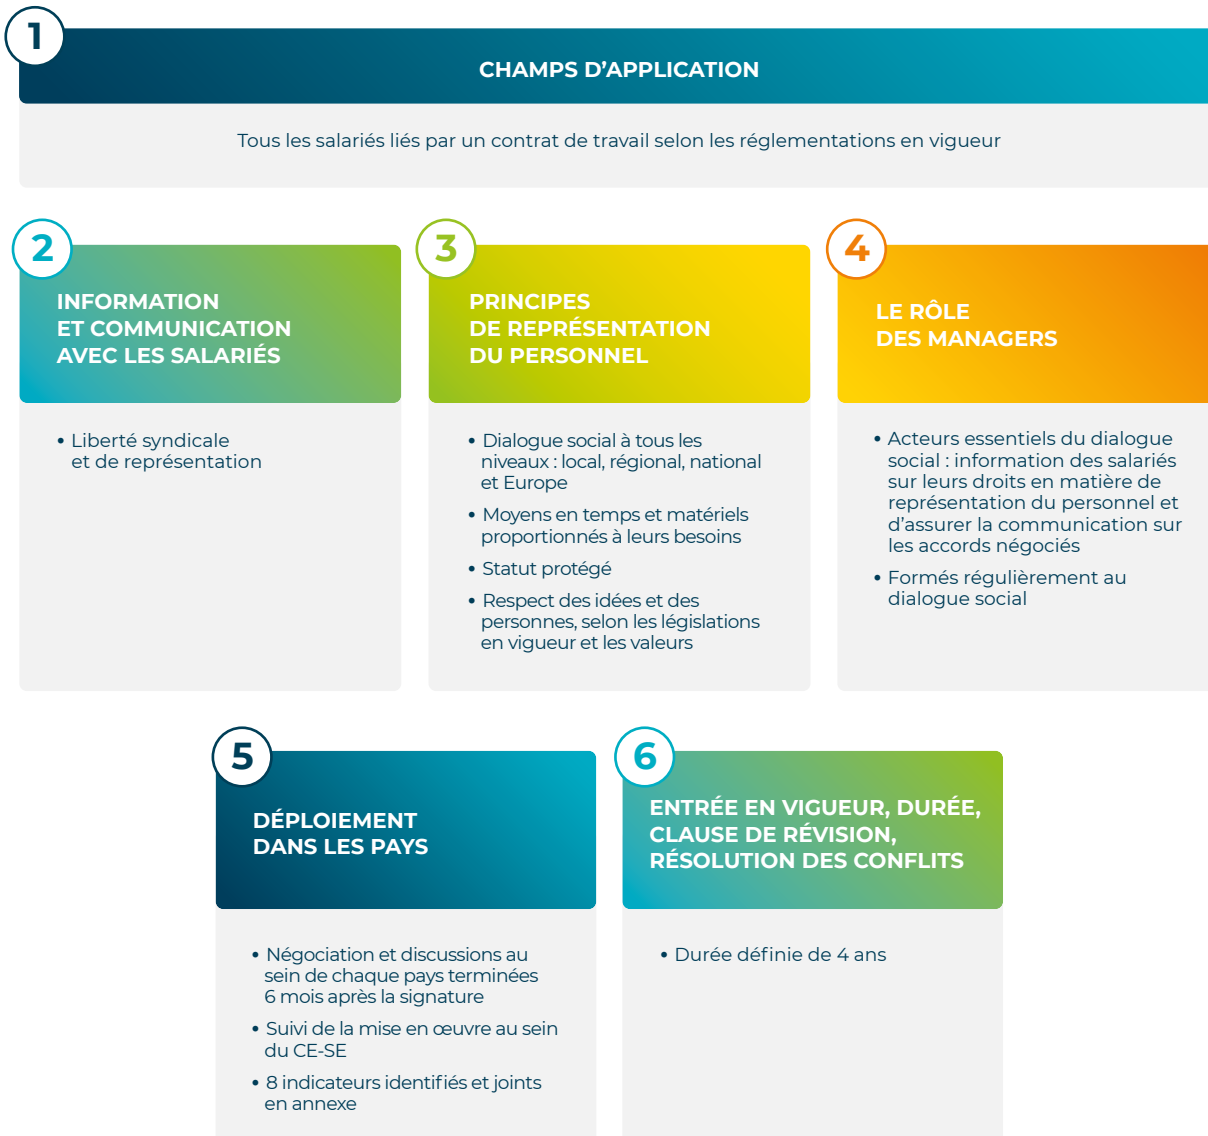 1
CHAMPS D’APPLICATION
Tous les salariés liés par un contrat de travail selon les réglementations en vigueur
2
INFORMATION
ET COMMUNICATION
AVEC LES SALARIÉS
• Liberté syndicale
et de représentation
3
PRINCIPES
DE REPRÉSENTATION
DU PERSONNEL
• Dialogue social à tous les
niveaux : local, régional, national
et Europe
• Moyens en temps et matériels
proportionnés à leurs besoins
• Statut protégé
• Respect des idées et des
personnes, selon les législations
en vigueur et les valeurs
4
LE RÔLE
DES MANAGERS
• Acteurs essentiels du dialogue
social : information des salariés
sur leurs droits en matière de
représentation du personnel et
d’assurer la communication sur
les accords négociés
• Formés régulièrement au
dialogue social
5
DÉPLOIEMENT
DANS LES PAYS
• Négociation et discussions au
sein de chaque pays terminées
6 mois après la signature
• Suivi de la mise en œuvre au sein
du CE-SE
• 8 indicateurs identifiés et joints
en annexe
6
ENTRÉE EN VIGUEUR, DURÉE,
CLAUSE DE RÉVISION,
RÉSOLUTION DES CONFLITS
• Durée définie de 4 ans